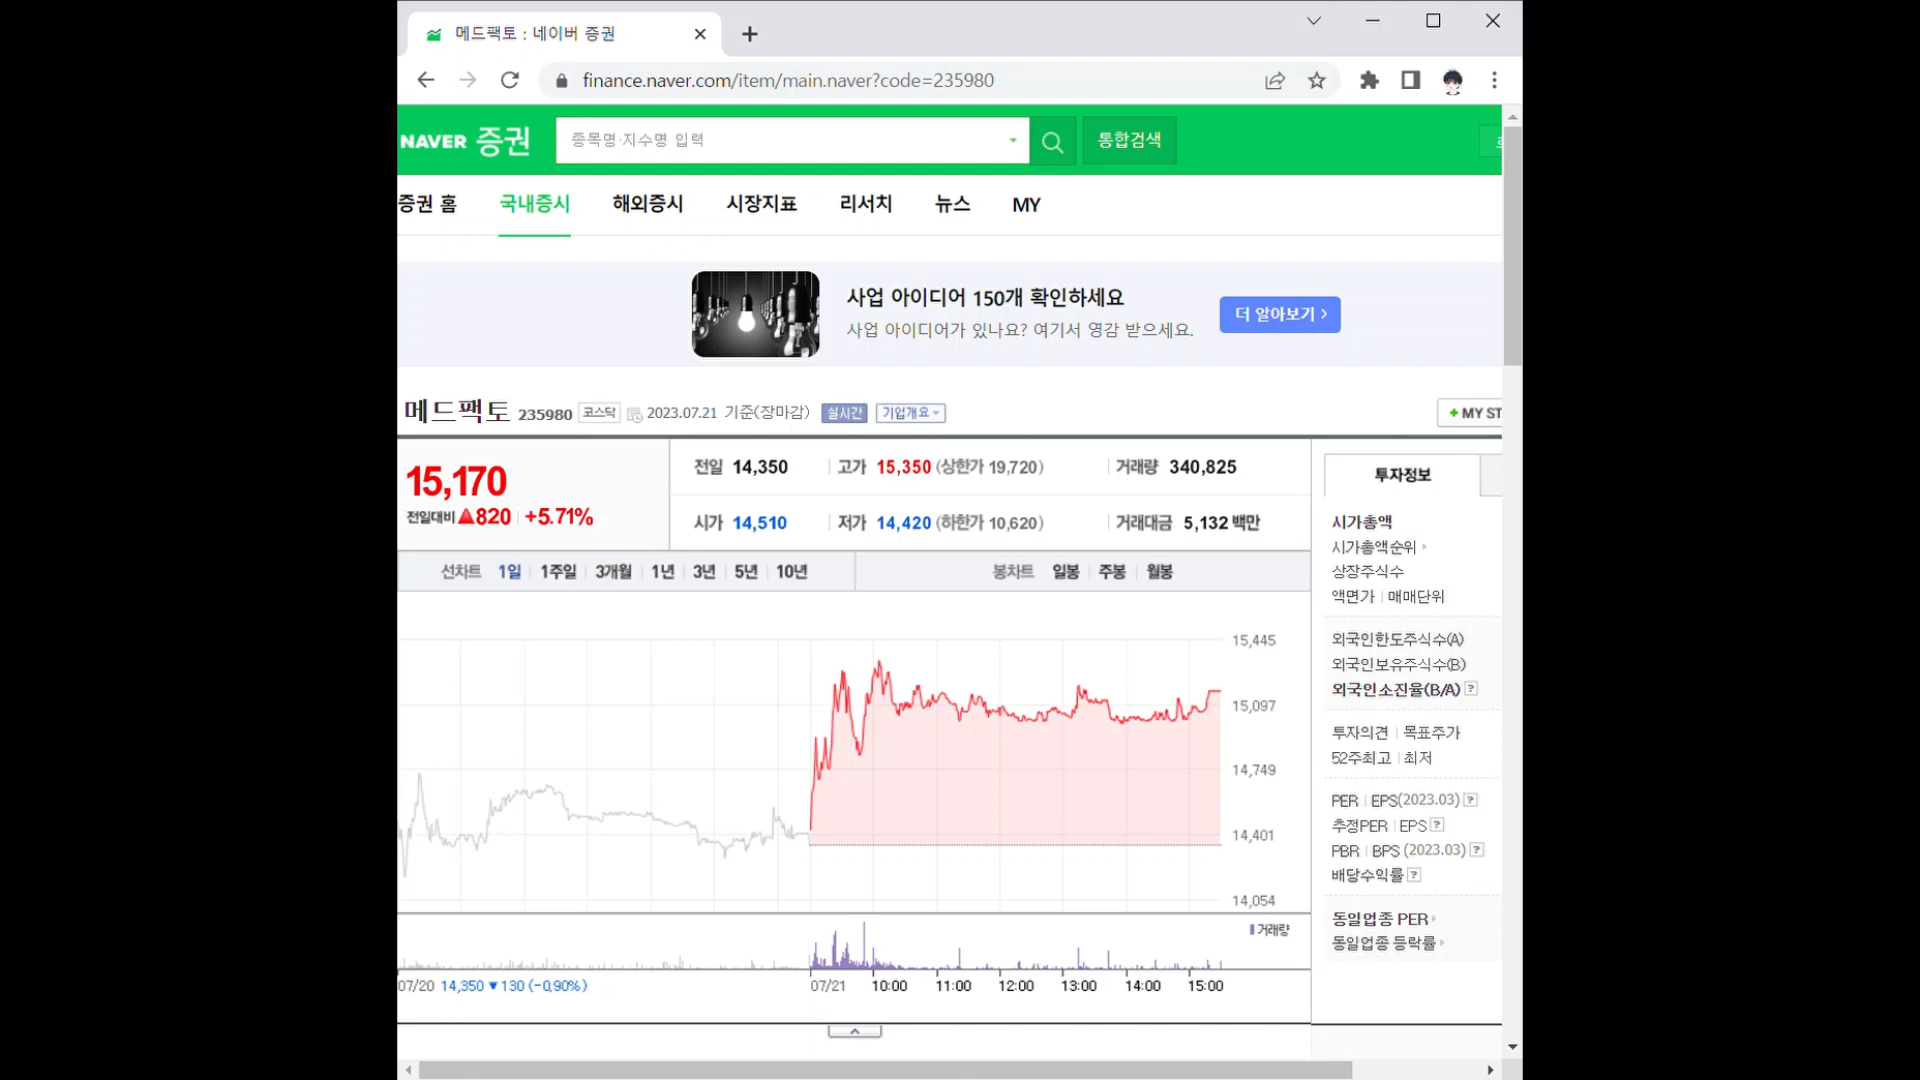 메드팩토 : 네이버 증권
finance.naver.com/item/main.naver?code=235980
NAVER 증권
종목명·지수명 입력
통합검색
증권 홈 국내증시 해외증시 시장지표 리서치 뉴스 MY
사업 아이디어 150개 확인하세요
사업 아이디어가 있나요? 여기서 영감 받으세요.
더 알아보기 >
메드팩토 235980 코스닥 2023.07.21 기준(장마감) 실시간 기업개요
+ MY ST
15,170
전일대비 ▲820 +5.71%
전일 14,350 고가 15,350 (상한가 19,720) 거래량 340,825
시가 14,510 저가 14,420 (하한가 10,620) 거래대금 5,132 백만
선차트 1일 1주일 3개월 1년 3년 5년 10년
봉차트 일봉 주봉 월봉
15,445
15,097
14,749
14,401
14,054
거래량
07/20 14,350 ▼130 (-0.90%)
07/21 10:00 11:00 12:00 13:00 14:00 15:00
투자정보
시가총액
시가총액순위
상장주식수
액면가 | 매매단위
외국인한도주식수(A)
외국인보유주식수(B)
외국인소진율(B/A) ?
투자의견 | 목표주가
52주최고 | 최저
PER | EPS(2023.03) ?
추정PER | EPS ?
PBR | BPS (2023.03) ?
배당수익률 ?
동일업종 PER
동일업종 등락률